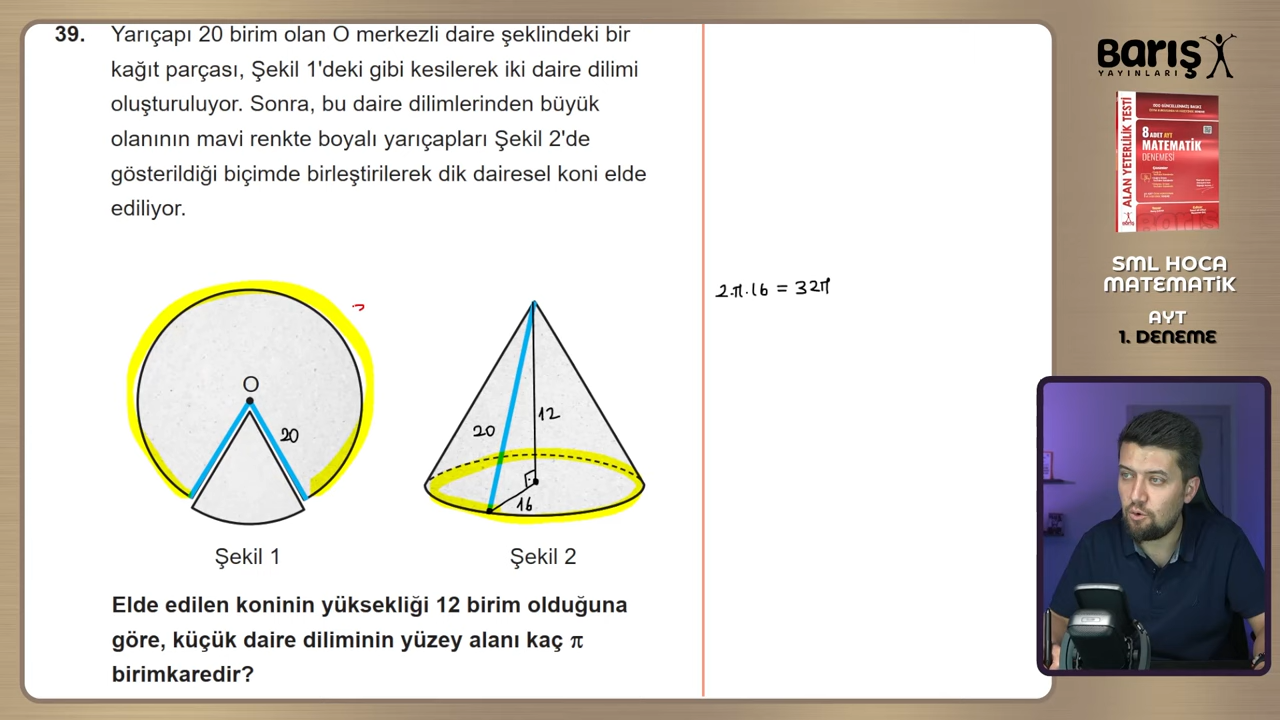 39. Yarıçapı 20 birim olan O merkezli daire şeklindeki bir
kağıt parçası, Şekil 1'deki gibi kesilerek iki daire dilimi
oluşturuluyor. Sonra, bu daire dilimlerinden büyük
olanının mavi renkte boyalı yarıçapları Şekil 2'de
gösterildiği biçimde birleştirilerek dik dairesel koni elde
ediliyor.
O
20
Şekil 1
20
12
16
Şekil 2
Elde edilen koninin yüksekliği 12 birim olduğuna
göre, küçük daire diliminin yüzey alanı kaç π
birimkaredir?
2.π.16 = 32π
BARIŞ
YAYINLARI
ALAN YETERLİLİK TESTİ
8 ADET AYT
MATEMATİK
DENEMESİ
BARIŞ
SML HOCA
MATEMATİK
AYT
1. DENEME